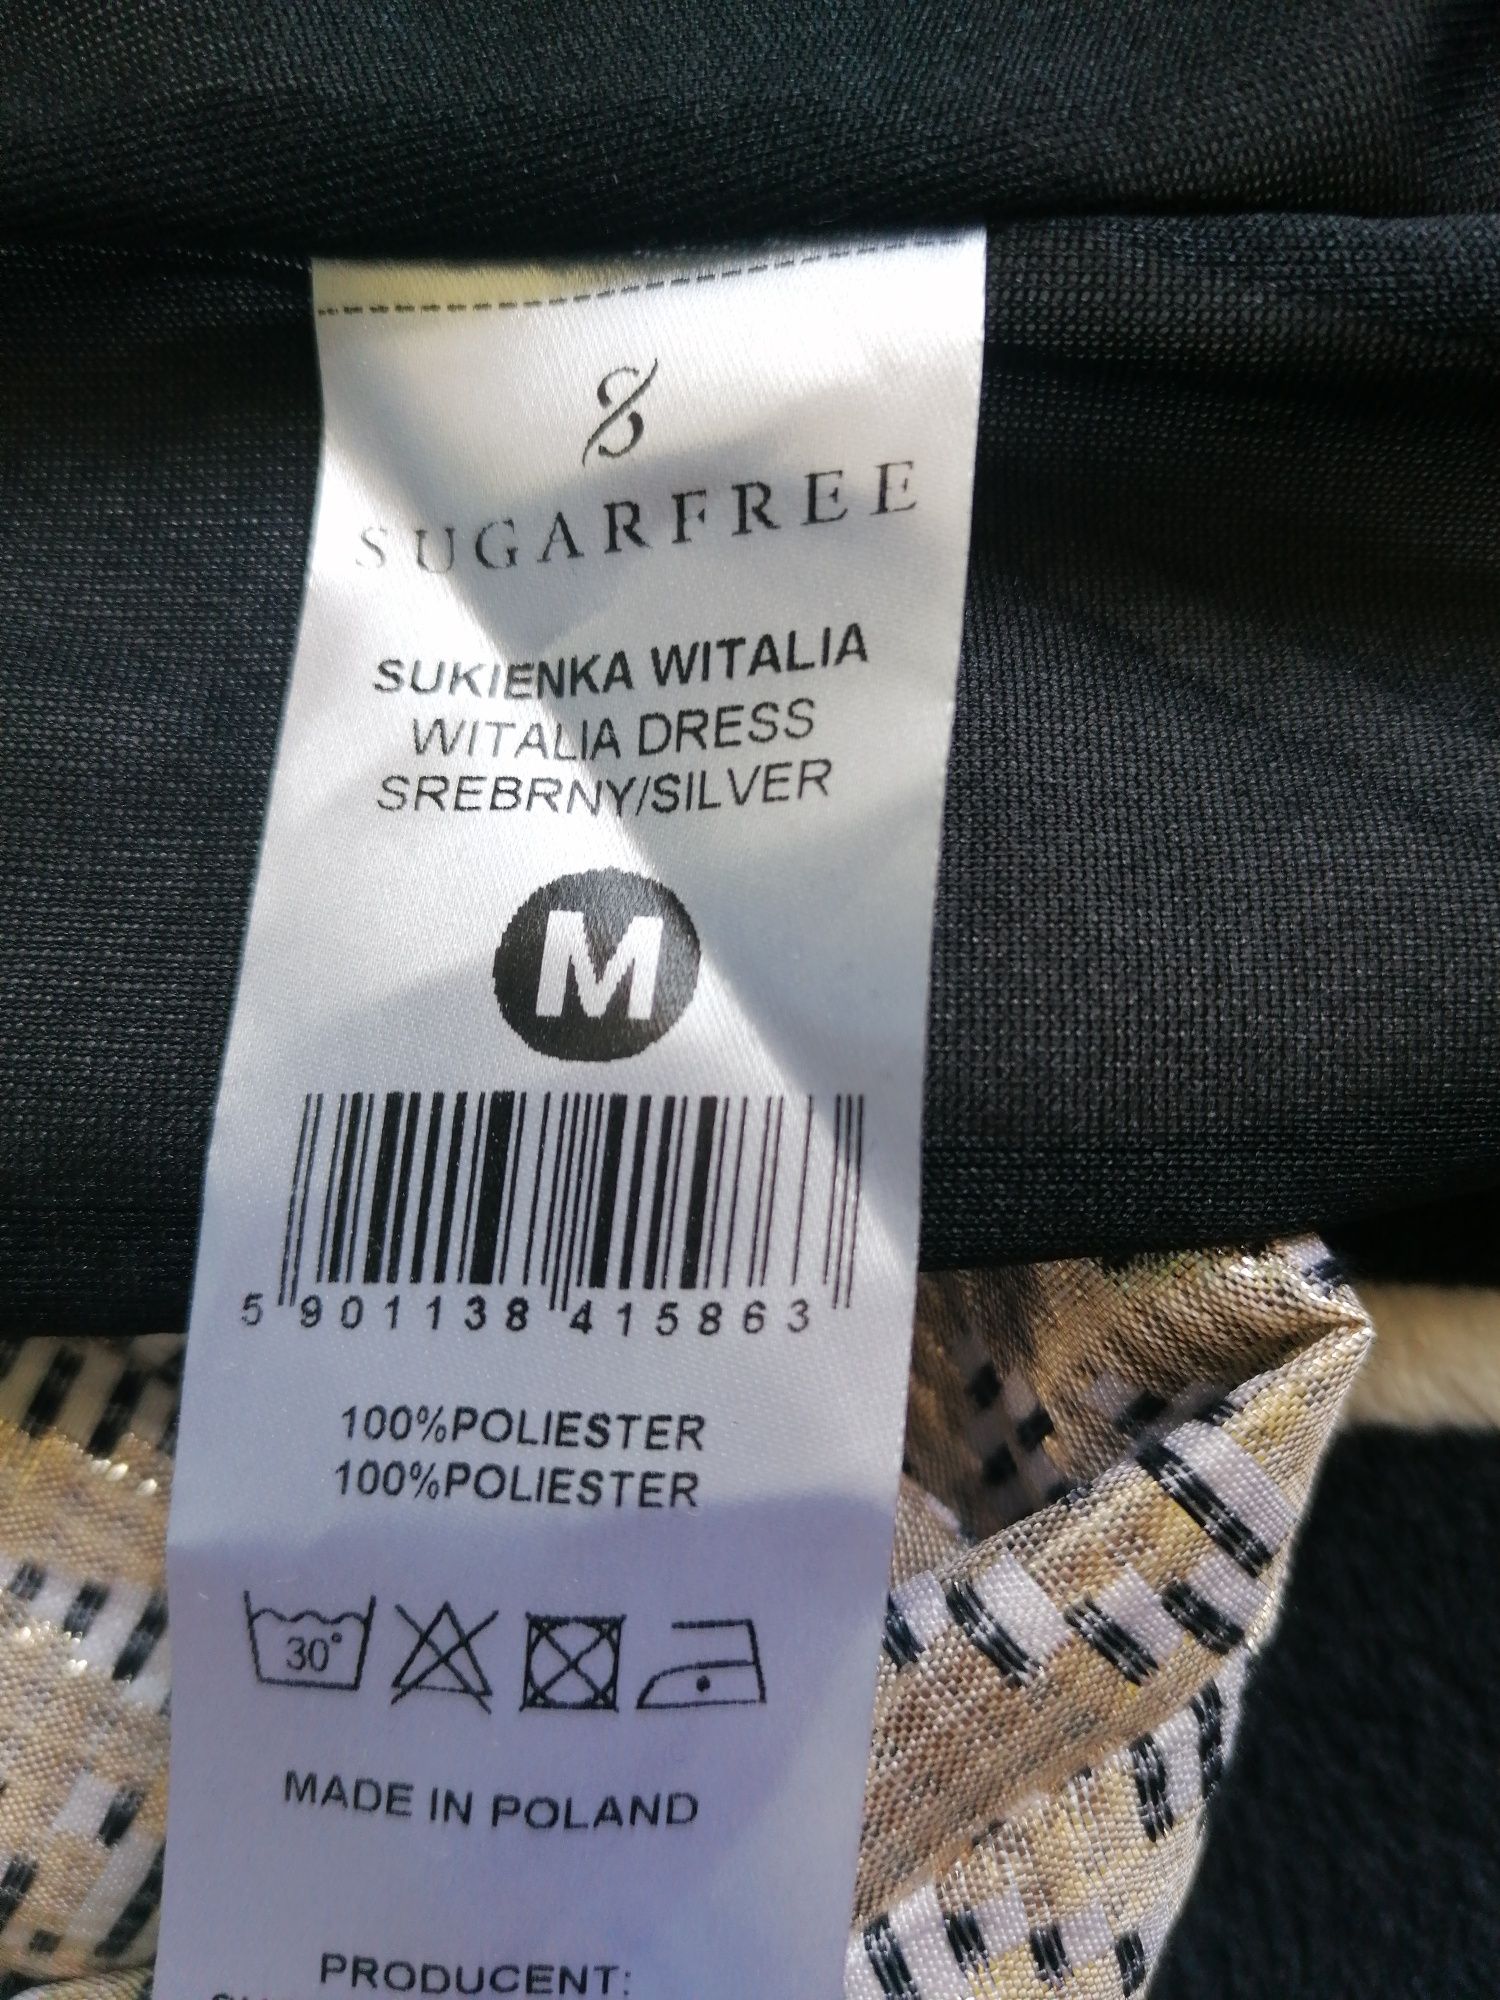 SUGARFREE
SUKIENKA WITALIA
WITALIA DRESS
SREBRNY/SILVER
M
5 901138 415863
100%POLIESTER
100%POLIESTER
30°
MADE IN POLAND
PRODUCENT: